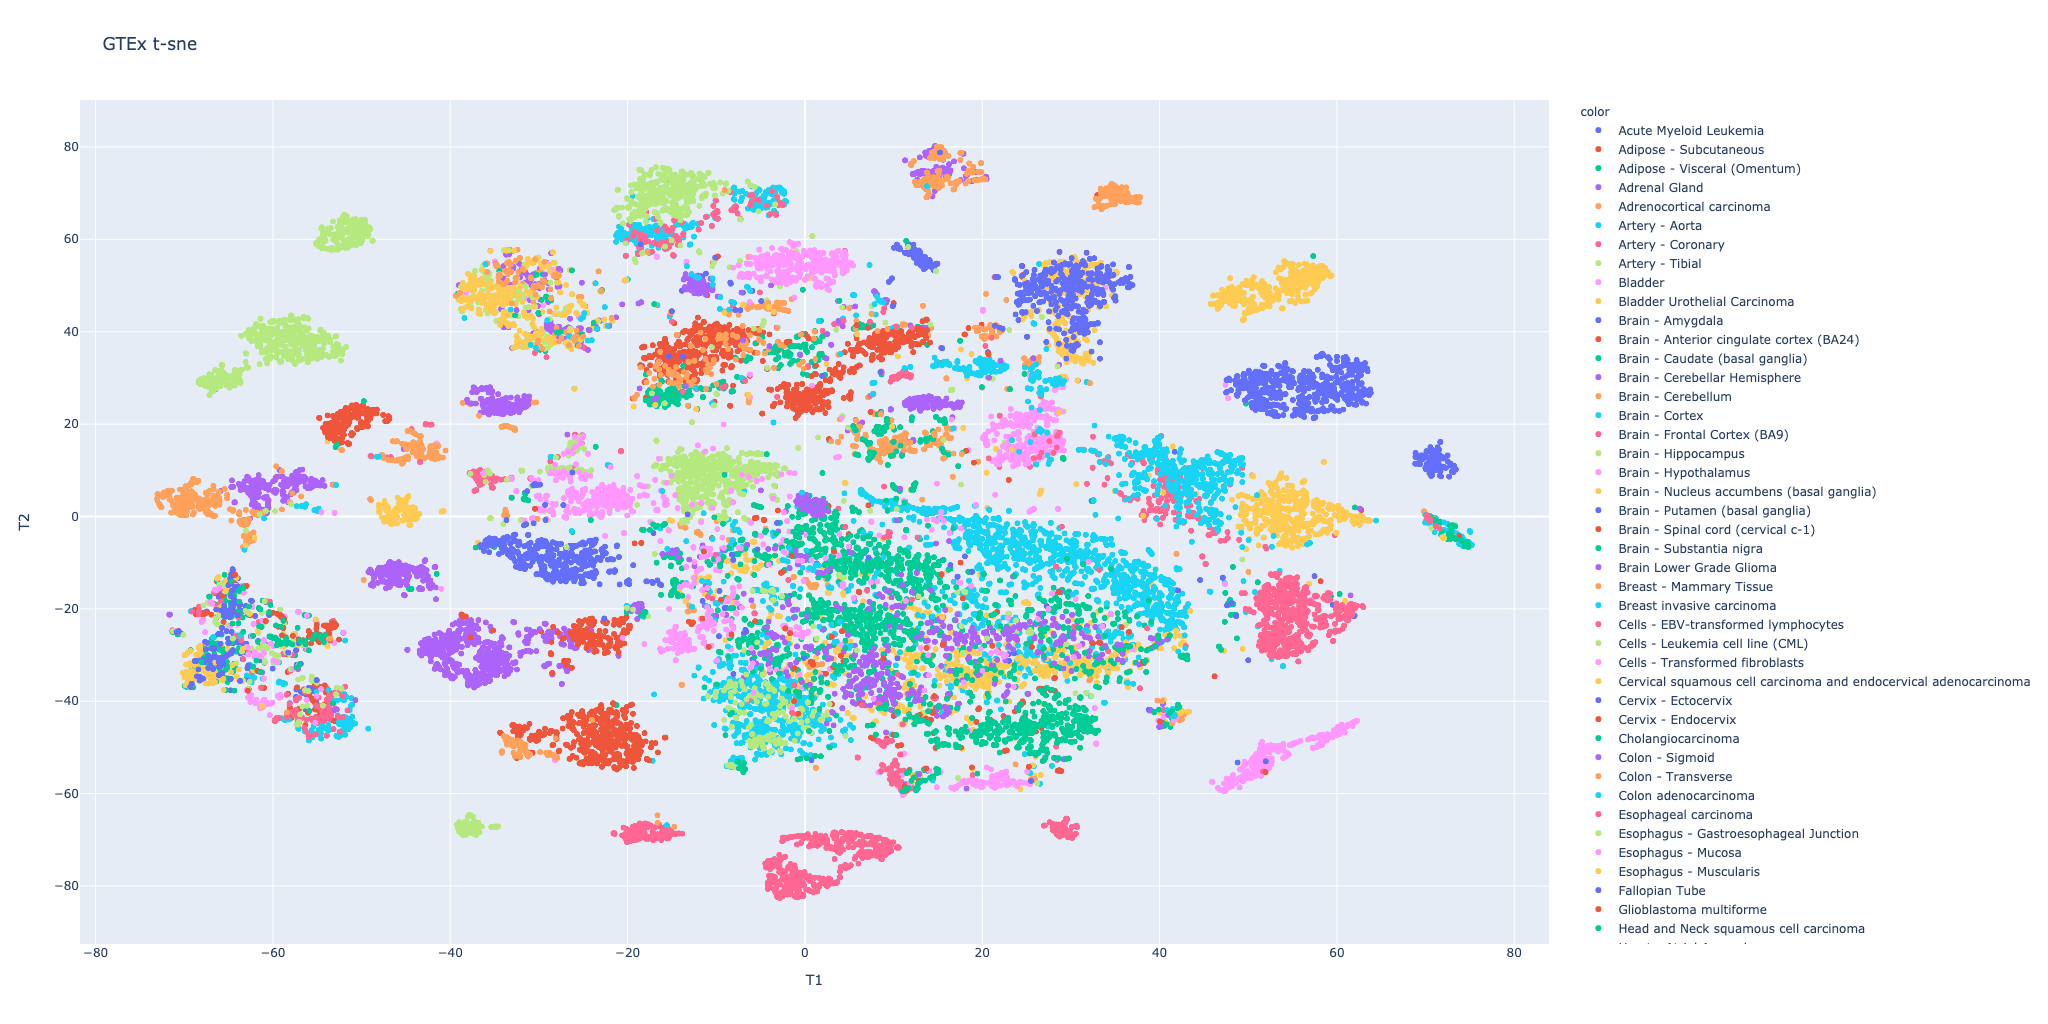 GTEx t-sne
color
Acute Myeloid Leukemia
Adipose - Subcutaneous
Adipose - Visceral (Omentum)
Adrenal Gland
Adrenocortical carcinoma
Artery - Aorta
Artery - Coronary
Artery - Tibial
Bladder
Bladder Urothelial Carcinoma
Brain - Amygdala
Brain - Anterior cingulate cortex (BA24)
Brain - Caudate (basal ganglia)
Brain - Cerebellar Hemisphere
Brain - Cerebellum
Brain - Cortex
Brain - Frontal Cortex (BA9)
Brain - Hippocampus
Brain - Hypothalamus
Brain - Nucleus accumbens (basal ganglia)
Brain - Putamen (basal ganglia)
Brain - Spinal cord (cervical c-1)
Brain - Substantia nigra
Brain Lower Grade Glioma
Breast - Mammary Tissue
Breast invasive carcinoma
Cells - EBV-transformed lymphocytes
Cells - Leukemia cell line (CML)
Cells - Transformed fibroblasts
Cervical squamous cell carcinoma and endocervical adenocarcinoma
Cervix - Ectocervix
Cervix - Endocervix
Cholangiocarcinoma
Colon - Sigmoid
Colon - Transverse
Colon adenocarcinoma
Esophageal carcinoma
Esophagus - Gastroesophageal Junction
Esophagus - Mucosa
Esophagus - Muscularis
Fallopian Tube
Glioblastoma multiforme
Head and Neck squamous cell carcinoma
80
60
40
20
0
−20
−40
−60
−80
T2
−80
−60
−40
−20
0
20
40
60
80
T1